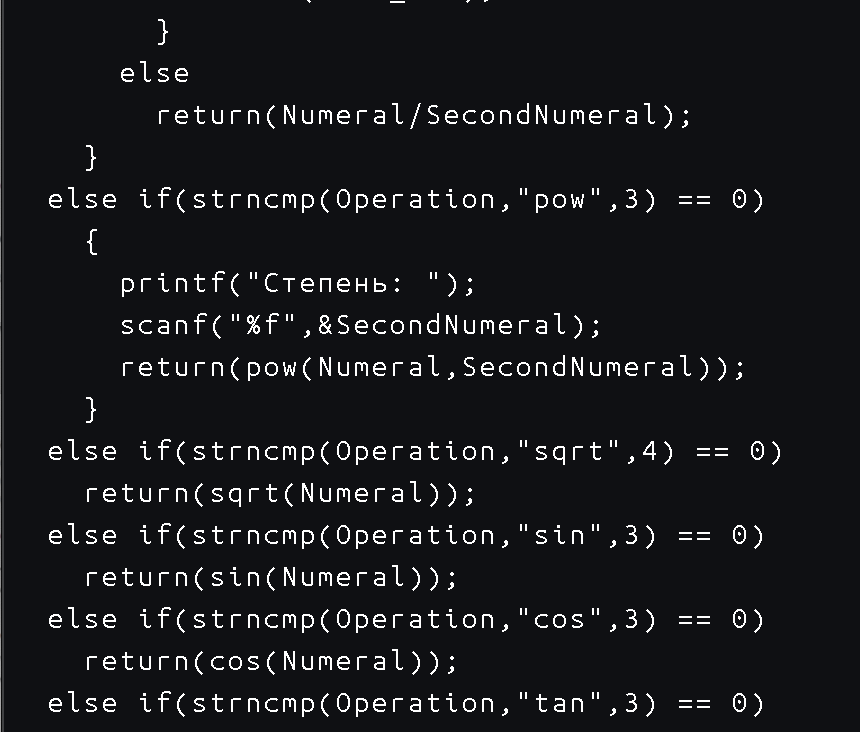 }
else
return(Numeral/SecondNumeral);
}
else if(strncmp(Operation,"pow",3) == 0)
{
printf("Степень: ");
scanf("%f",&SecondNumeral);
return(pow(Numeral,SecondNumeral));
}
else if(strncmp(Operation,"sqrt",4) == 0)
return(sqrt(Numeral));
else if(strncmp(Operation,"sin",3) == 0)
return(sin(Numeral));
else if(strncmp(Operation,"cos",3) == 0)
return(cos(Numeral));
else if(strncmp(Operation,"tan",3) == 0)